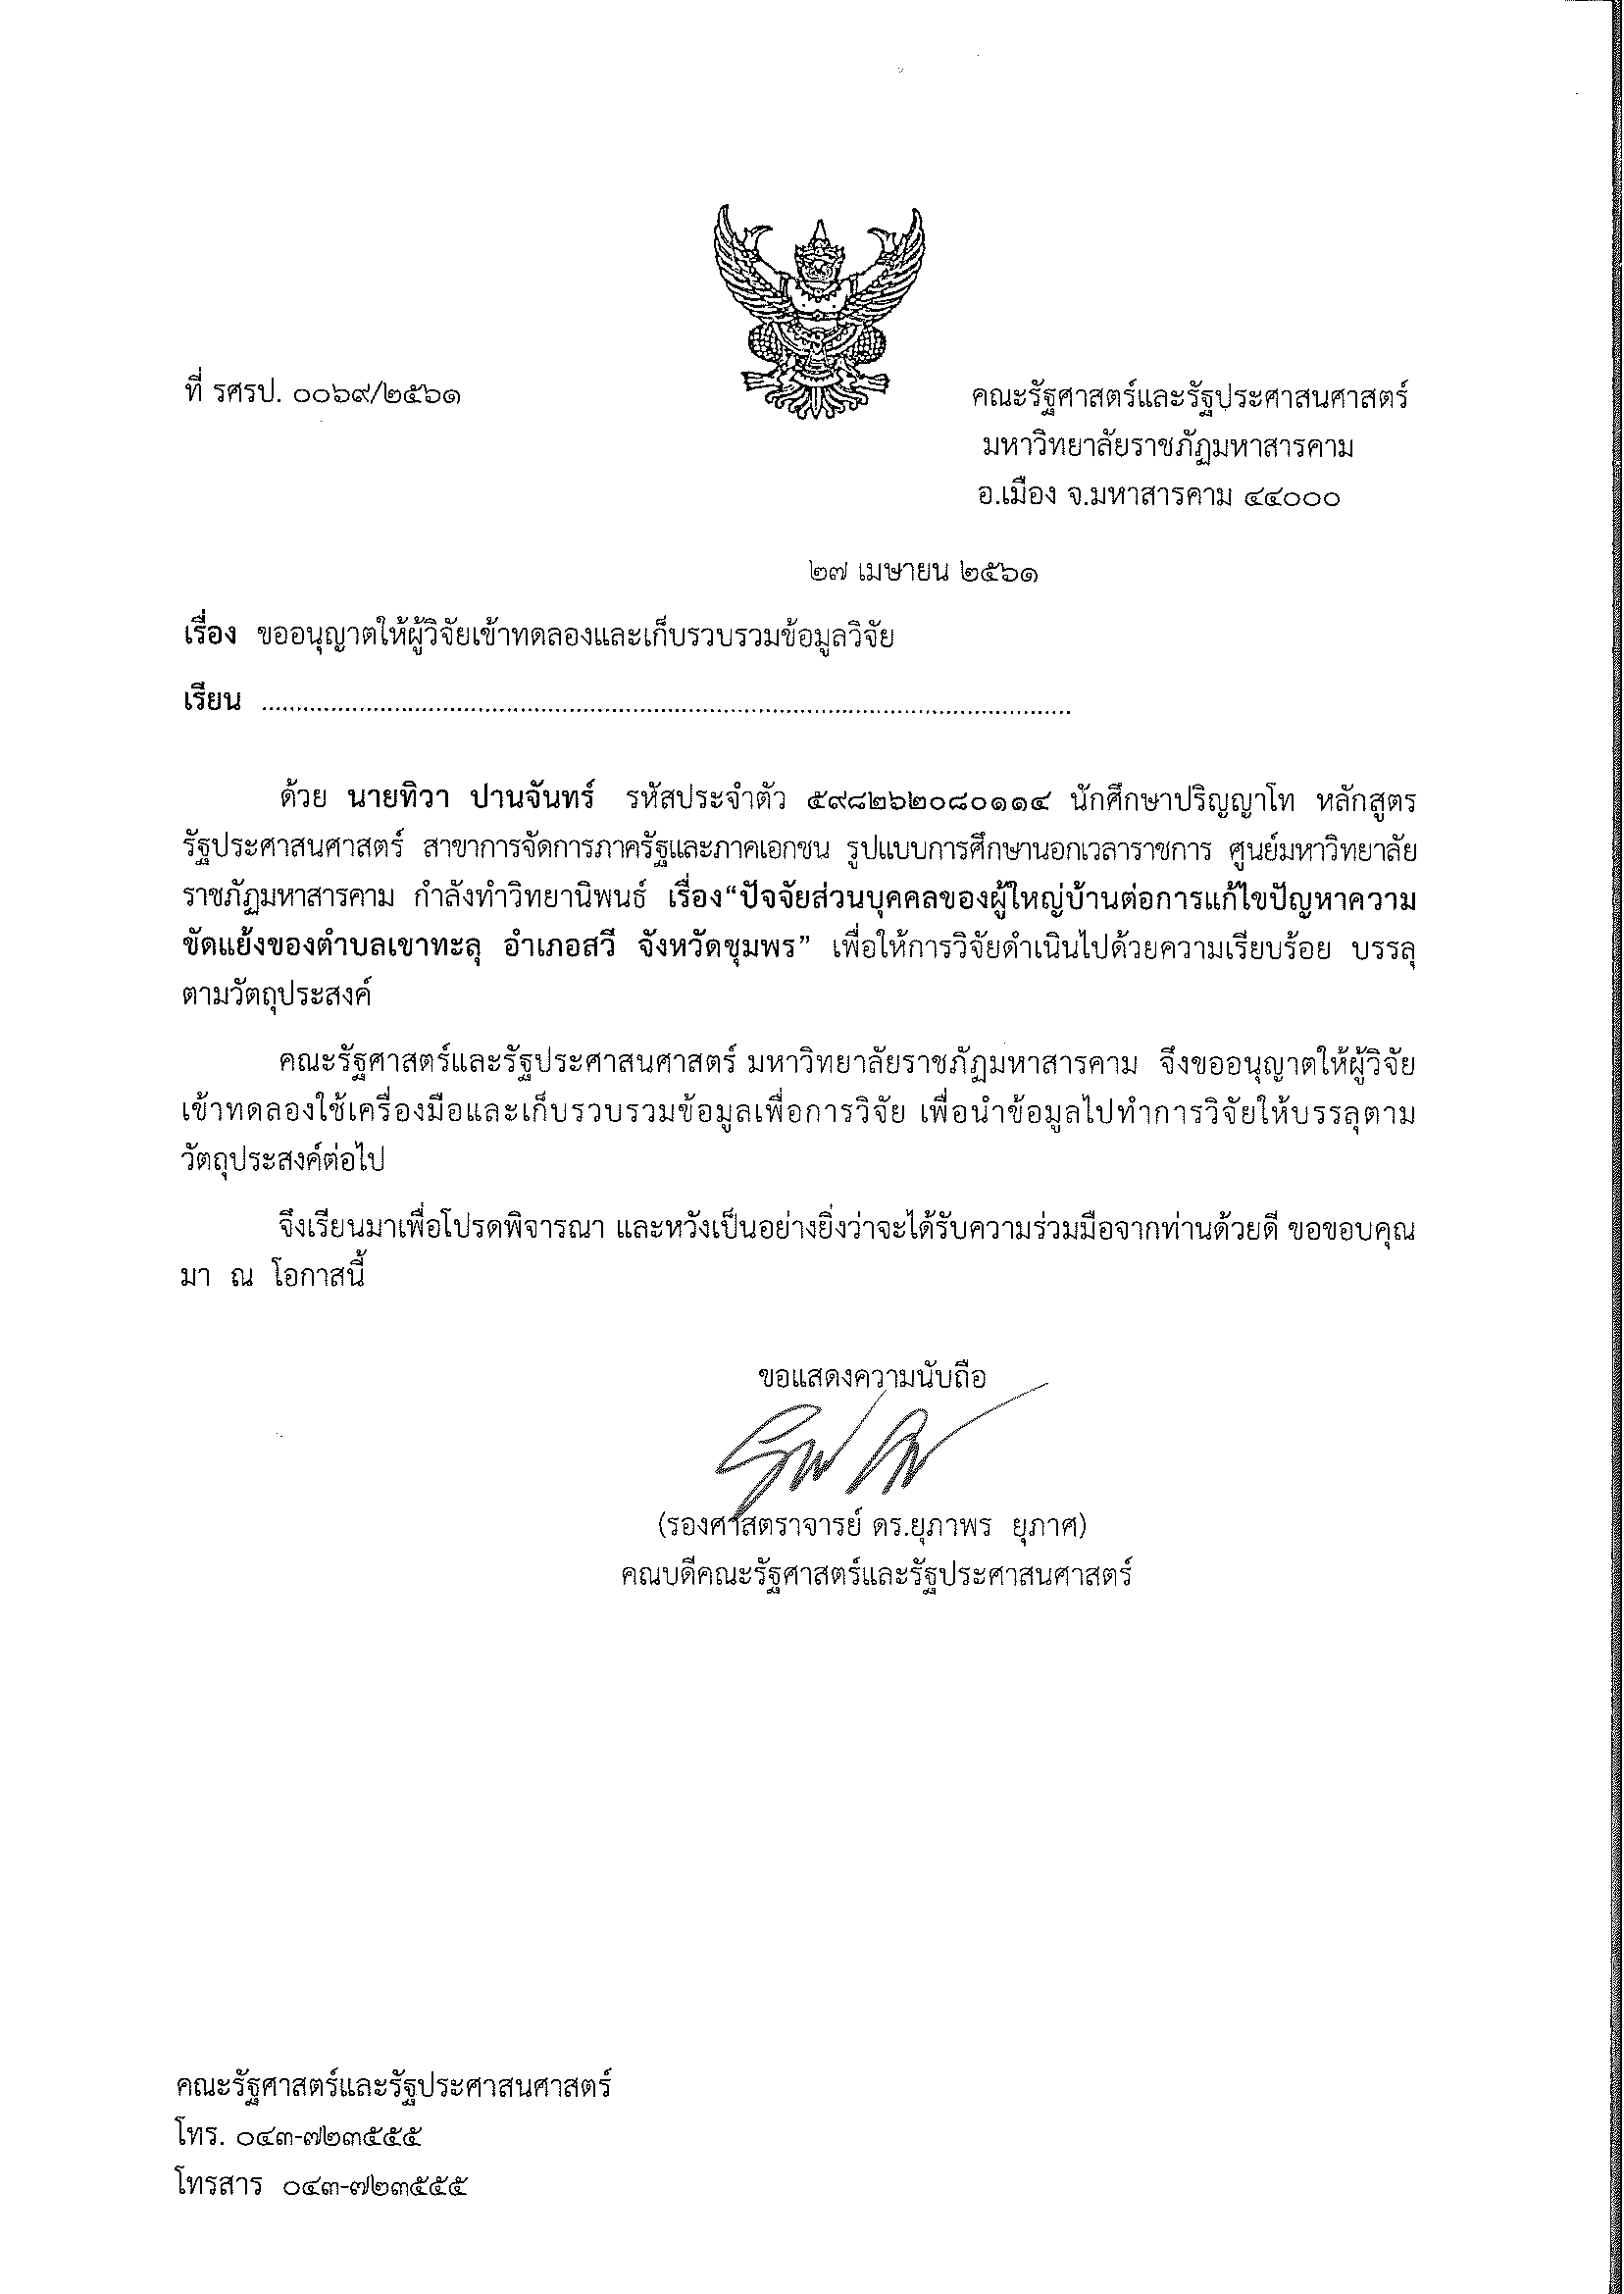 ที่ รศรป. ๐๐๖๙/๒๕๖๑
คณะรัฐศาสตร์และรัฐประศาสนศาสตร์
มหาวิทยาลัยราชภัฏมหาสารคาม
อ.เมือง จ.มหาสารคาม ๔๔๐๐๐
๒๗ เมษายน ๒๕๖๑
เรื่อง ขออนุญาตให้ผู้วิจัยเข้าทดลองและเก็บรวบรวมข้อมูลวิจัย
เรียน ........................................................................................................................
ด้วย นายทิวา ปานจันทร์ รหัสประจำตัว ๕๙๘๒๖๒๐๘๐๑๑๔ นักศึกษาปริญญาโท หลักสูตร
รัฐประศาสนศาสตร์ สาขาการจัดการภาครัฐและภาคเอกชน รูปแบบการศึกษานอกเวลาราชการ ศูนย์มหาวิทยาลัย
ราชภัฏมหาสารคาม กำลังทำวิทยานิพนธ์ เรื่อง“ปัจจัยส่วนบุคคลของผู้ใหญ่บ้านต่อการแก้ไขปัญหาความ
ขัดแย้งของตำบลเขาทะลุ อำเภอสวี จังหวัดชุมพร” เพื่อให้การวิจัยดำเนินไปด้วยความเรียบร้อย บรรลุ
ตามวัตถุประสงค์
คณะรัฐศาสตร์และรัฐประศาสนศาสตร์ มหาวิทยาลัยราชภัฏมหาสารคาม จึงขออนุญาตให้ผู้วิจัย
เข้าทดลองใช้เครื่องมือและเก็บรวบรวมข้อมูลเพื่อการวิจัย เพื่อนำข้อมูลไปทำการวิจัยให้บรรลุตาม
วัตถุประสงค์ต่อไป
จึงเรียนมาเพื่อโปรดพิจารณา และหวังเป็นอย่างยิ่งว่าจะได้รับความร่วมมือจากท่านด้วยดี ขอขอบคุณ
มา ณ โอกาสนี้
ขอแสดงความนับถือ
(รองศาสตราจารย์ ดร.ยุภาพร ยุภาศ)
คณบดีคณะรัฐศาสตร์และรัฐประศาสนศาสตร์
คณะรัฐศาสตร์และรัฐประศาสนศาสตร์
โทร. ๐๔๓-๗๒๓๕๕๕
โทรสาร ๐๔๓-๗๒๓๕๕๕